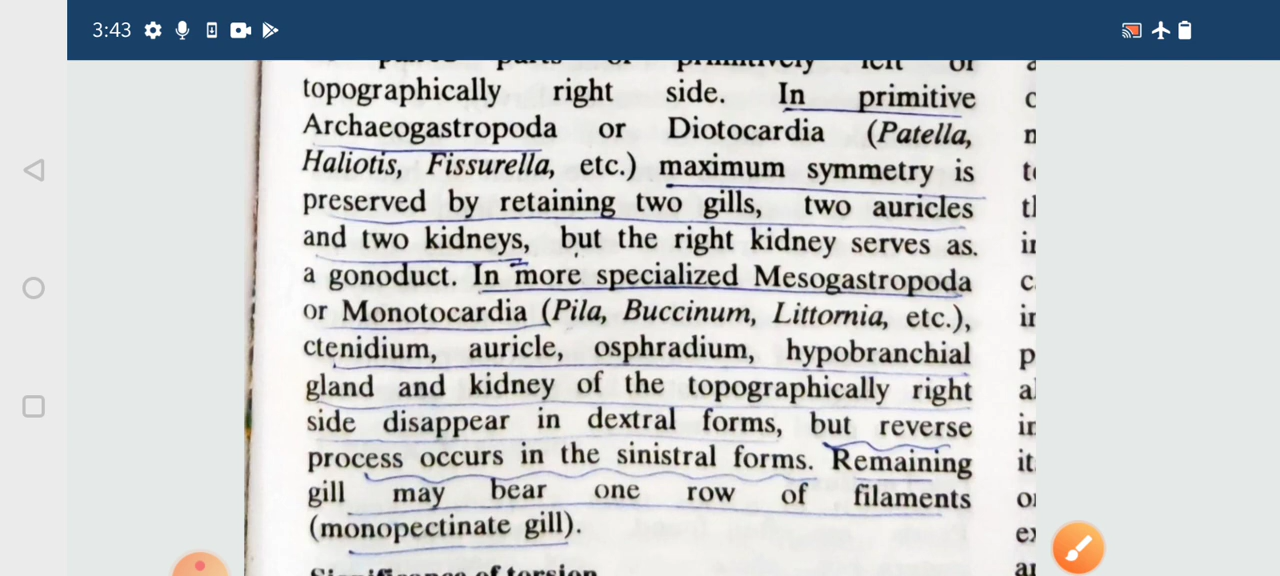 3:43
topographically right side. In primitive
Archaeogastropoda or Diotocardia (Patella,
Haliotis, Fissurella, etc.) maximum symmetry is
preserved by retaining two gills, two auricles
and two kidneys, but the right kidney serves as.
a gonoduct. In more specialized Mesogastropoda
or Monotocardia (Pila, Buccinum, Littornia, etc.),
ctenidium, auricle, osphradium, hypobranchial
gland and kidney of the topographically right
side disappear in dextral forms, but reverse
process occurs in the sinistral forms. Remaining
gill may bear one row of filaments
(monopectinate gill).
Significance of torsion